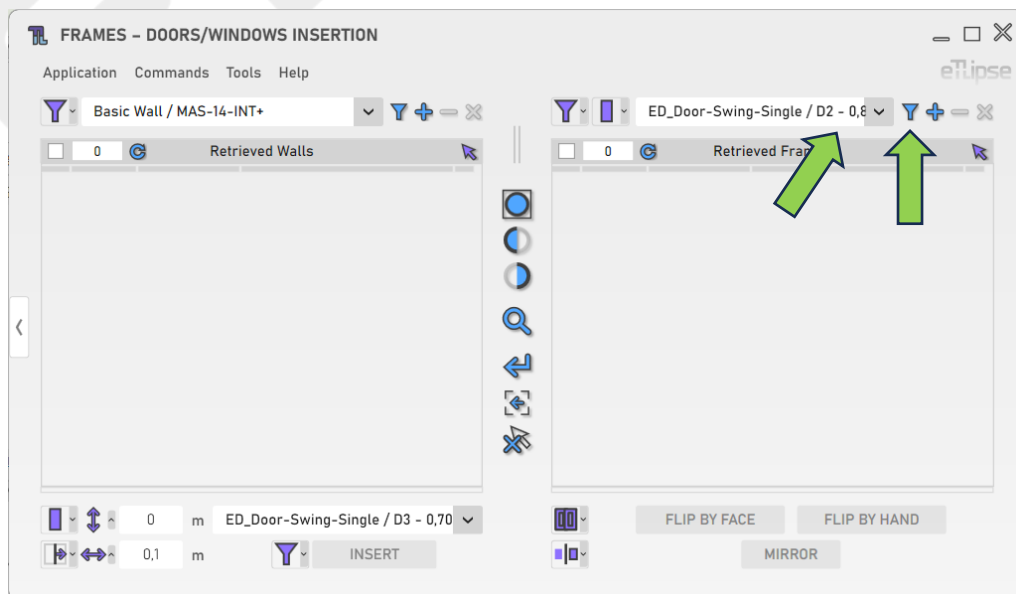 FRAMES – DOORS/WINDOWS INSERTION
Application Commands Tools Help
eTLipse
Basic Wall / MAS-14-INT+
ED_Door-Swing-Single / D2 - 0,8
0 Retrieved Walls
0 Retrieved Fra
0 m ED_Door-Swing-Single / D3 - 0,70
FLIP BY FACE FLIP BY HAND
0,1 m INSERT
MIRROR